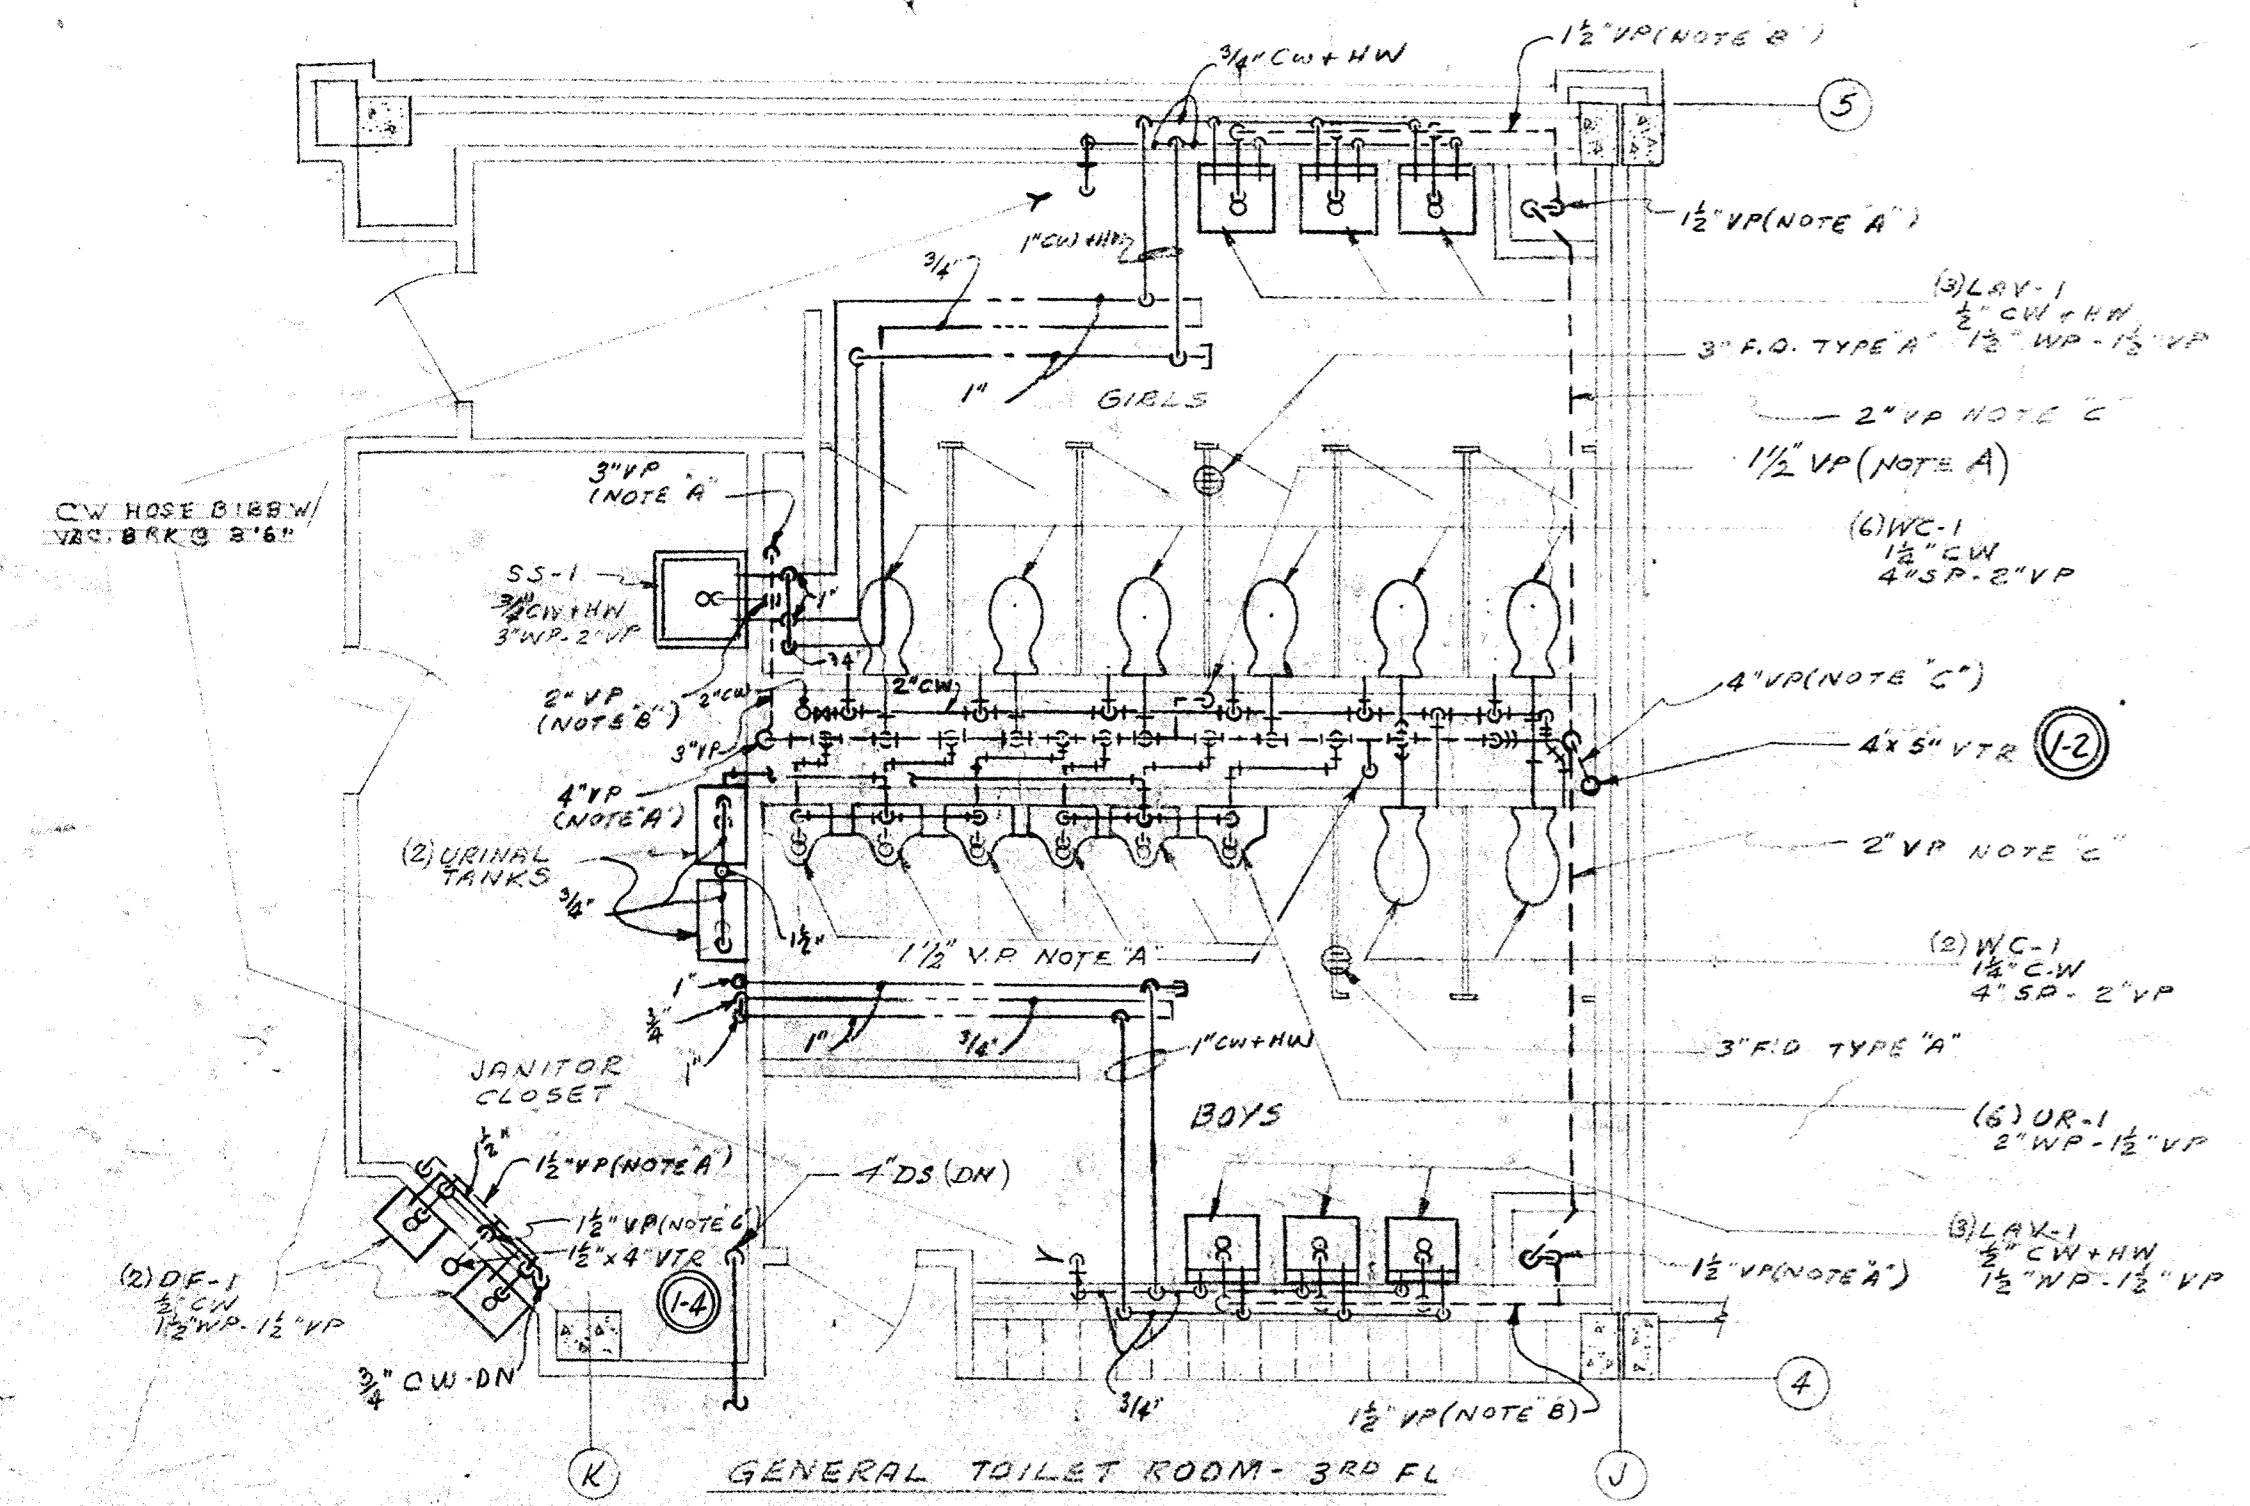 3/4" CW + HW
1½" VP (NOTE "B")
5
1½" VP (NOTE "A")
1" CW + HW
3/4"
(3) LAV-1
½" CW + HW
1½" WP - 1½" VP
3" F.D. TYPE "A"
1"
GIRLS
2" VP NOTE "C"
1½" VP (NOTE A)
3" VP
(NOTE "A"
CW HOSE BIBB W/
VAC. BRK @ 3'6"
(6) WC-1
1¼" CW
4" SP - 2" VP
SS-1
3/4" CW + HW
3" WP - 2" VP
1"
3/4"
2" VP
(NOTE "B")
2" CW
2" CW
4" VP (NOTE "C")
3" VP
4 x 5" VTR
1-2
4" VP
(NOTE "A")
(2) URINAL
TANKS
3/4"
2" VP NOTE "C"
1½"
1½" V.P. NOTE "A"
(2) WC-1
1¼" C.W
4" SP - 2" VP
1"
3/4"
1"
1"
3/4"
1" CW + HW
3" F.D TYPE "A"
JANITOR
CLOSET
BOYS
(6) UR-1
2" WP - 1½" VP
½"
1½" VP (NOTE "A")
4" DS (DN)
1½" VP (NOTE "C")
1½" x 4" VTR
(2) DF-1
½" CW
1½" WP - 1½" VP
1-4
1½" VP (NOTE "A")
(3) LAV-1
½" CW + HW
1½" WP - 1½" VP
3/4" CW-DN
3/4"
1½" VP (NOTE "B)
4
K
GENERAL TOILET ROOM - 3RD FL
J